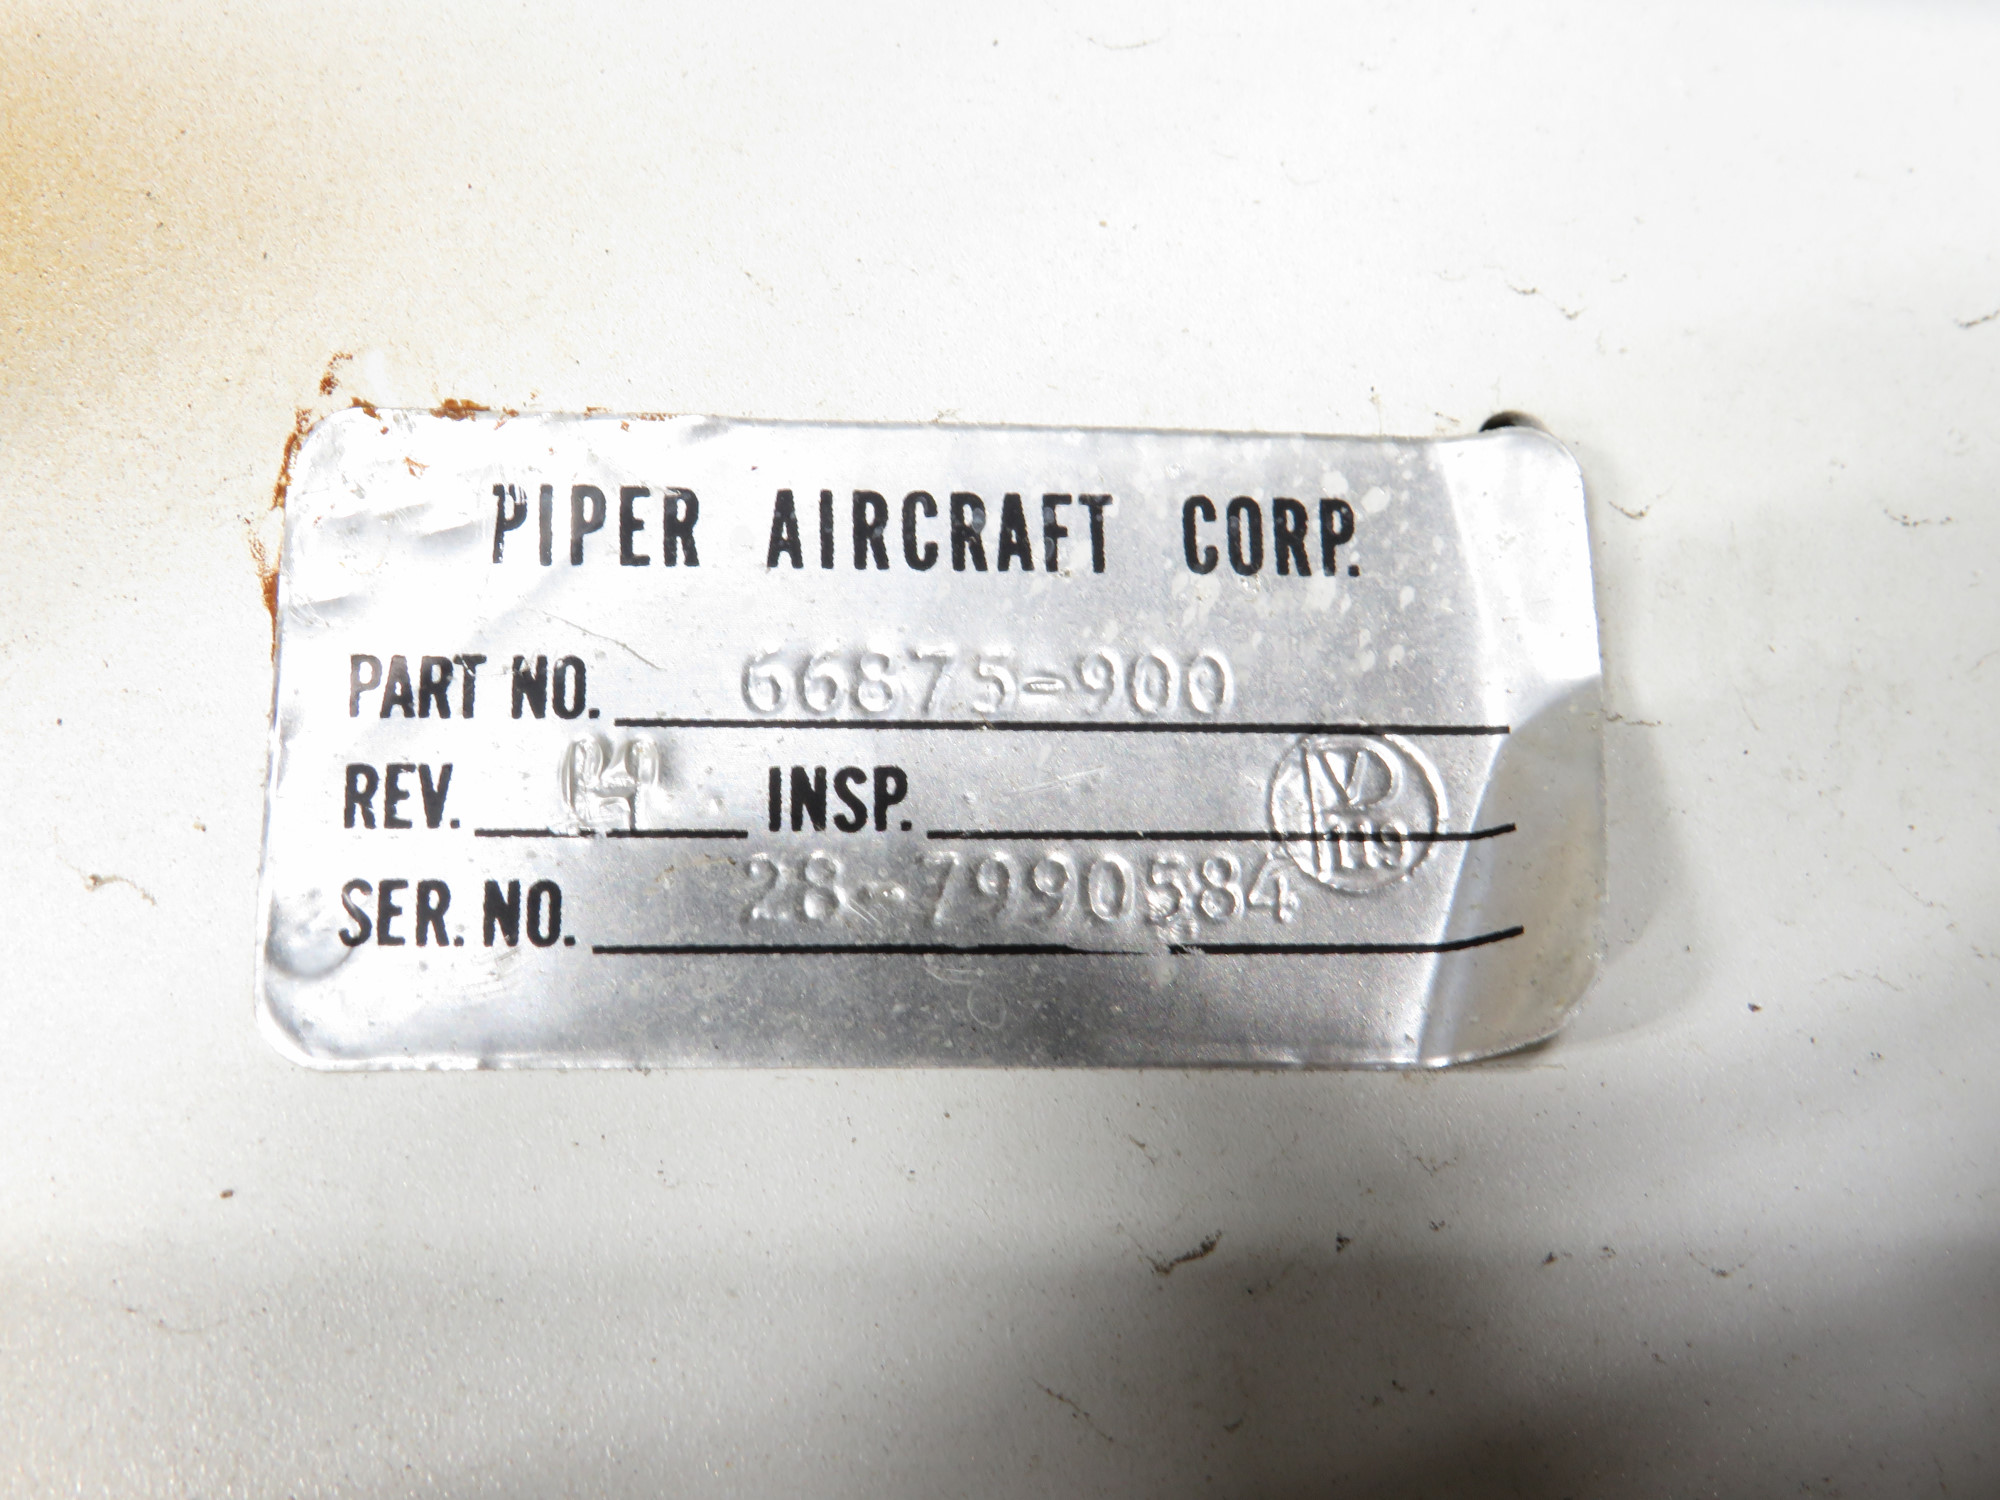 PIPER AIRCRAFT CORP.
PART NO. 66875-900
REV. INSP.
SER. NO. 28-7990584